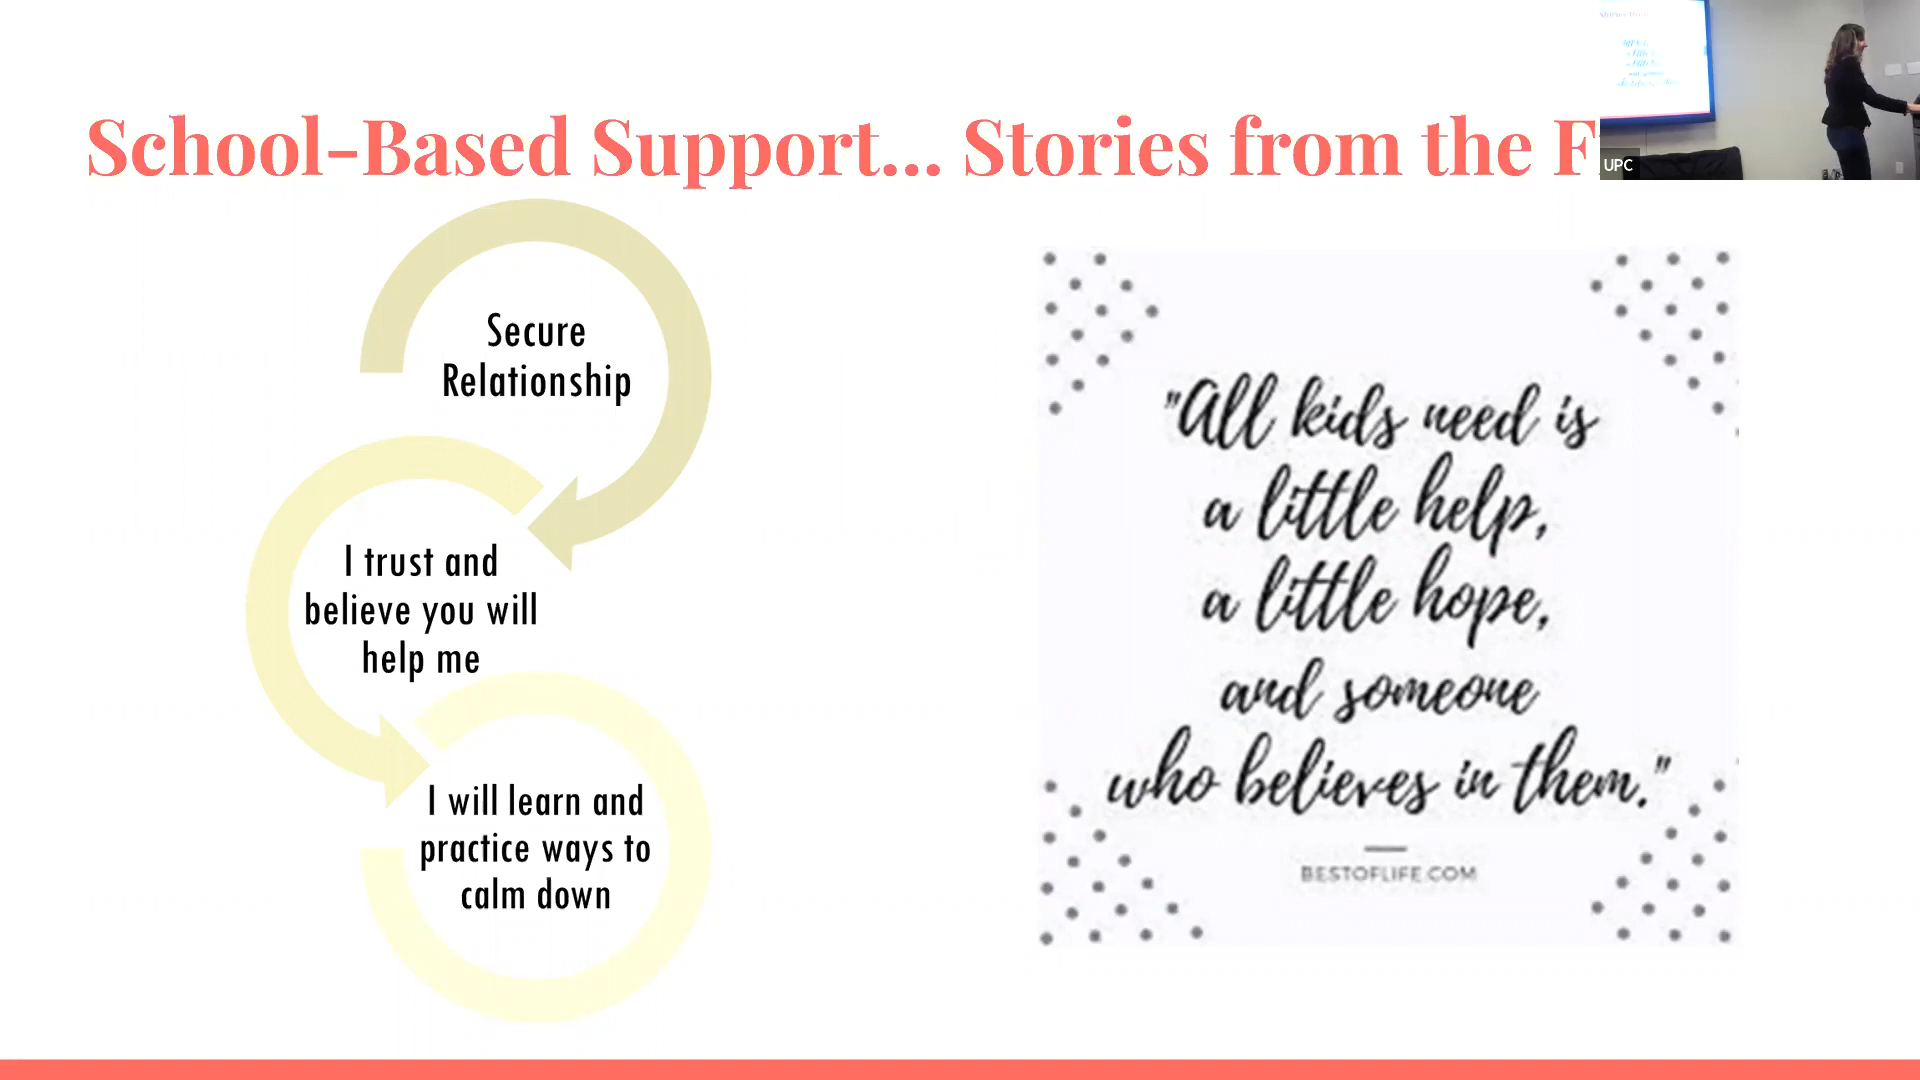 School-Based Support... Stories from the F
UPC
Secure
Relationship
I trust and
believe you will
help me
I will learn and
practice ways to
calm down
"All kids need is
a little help,
a little hope,
and someone
who believes in them."
BESTOFLIFE.COM